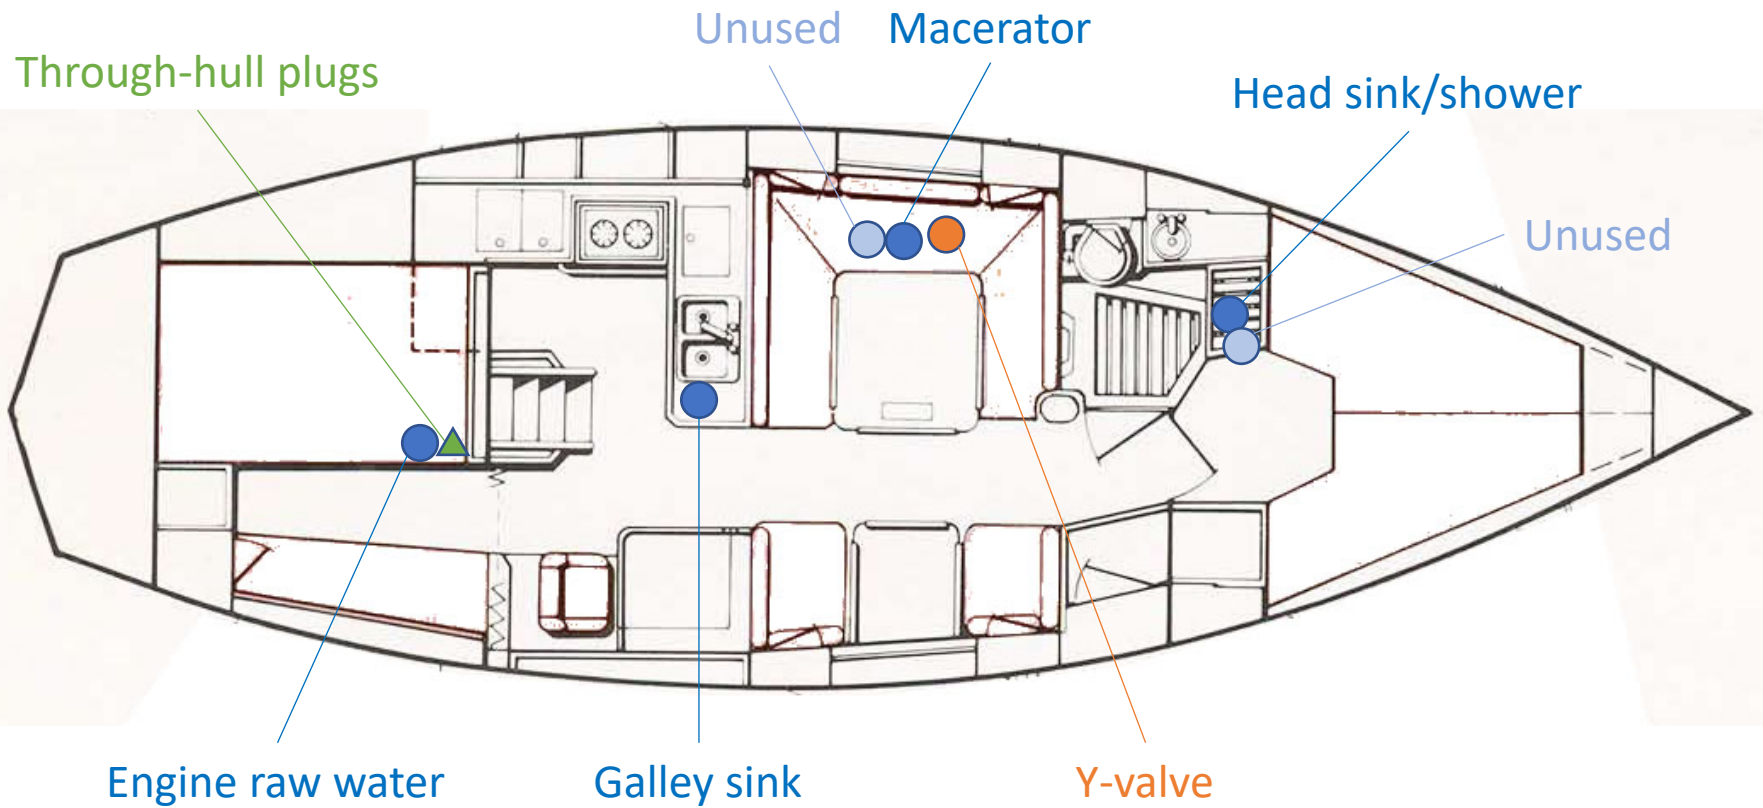 Unused
Macerator
Through-hull plugs
Head sink/shower
Unused
Engine raw water
Galley sink
Y-valve